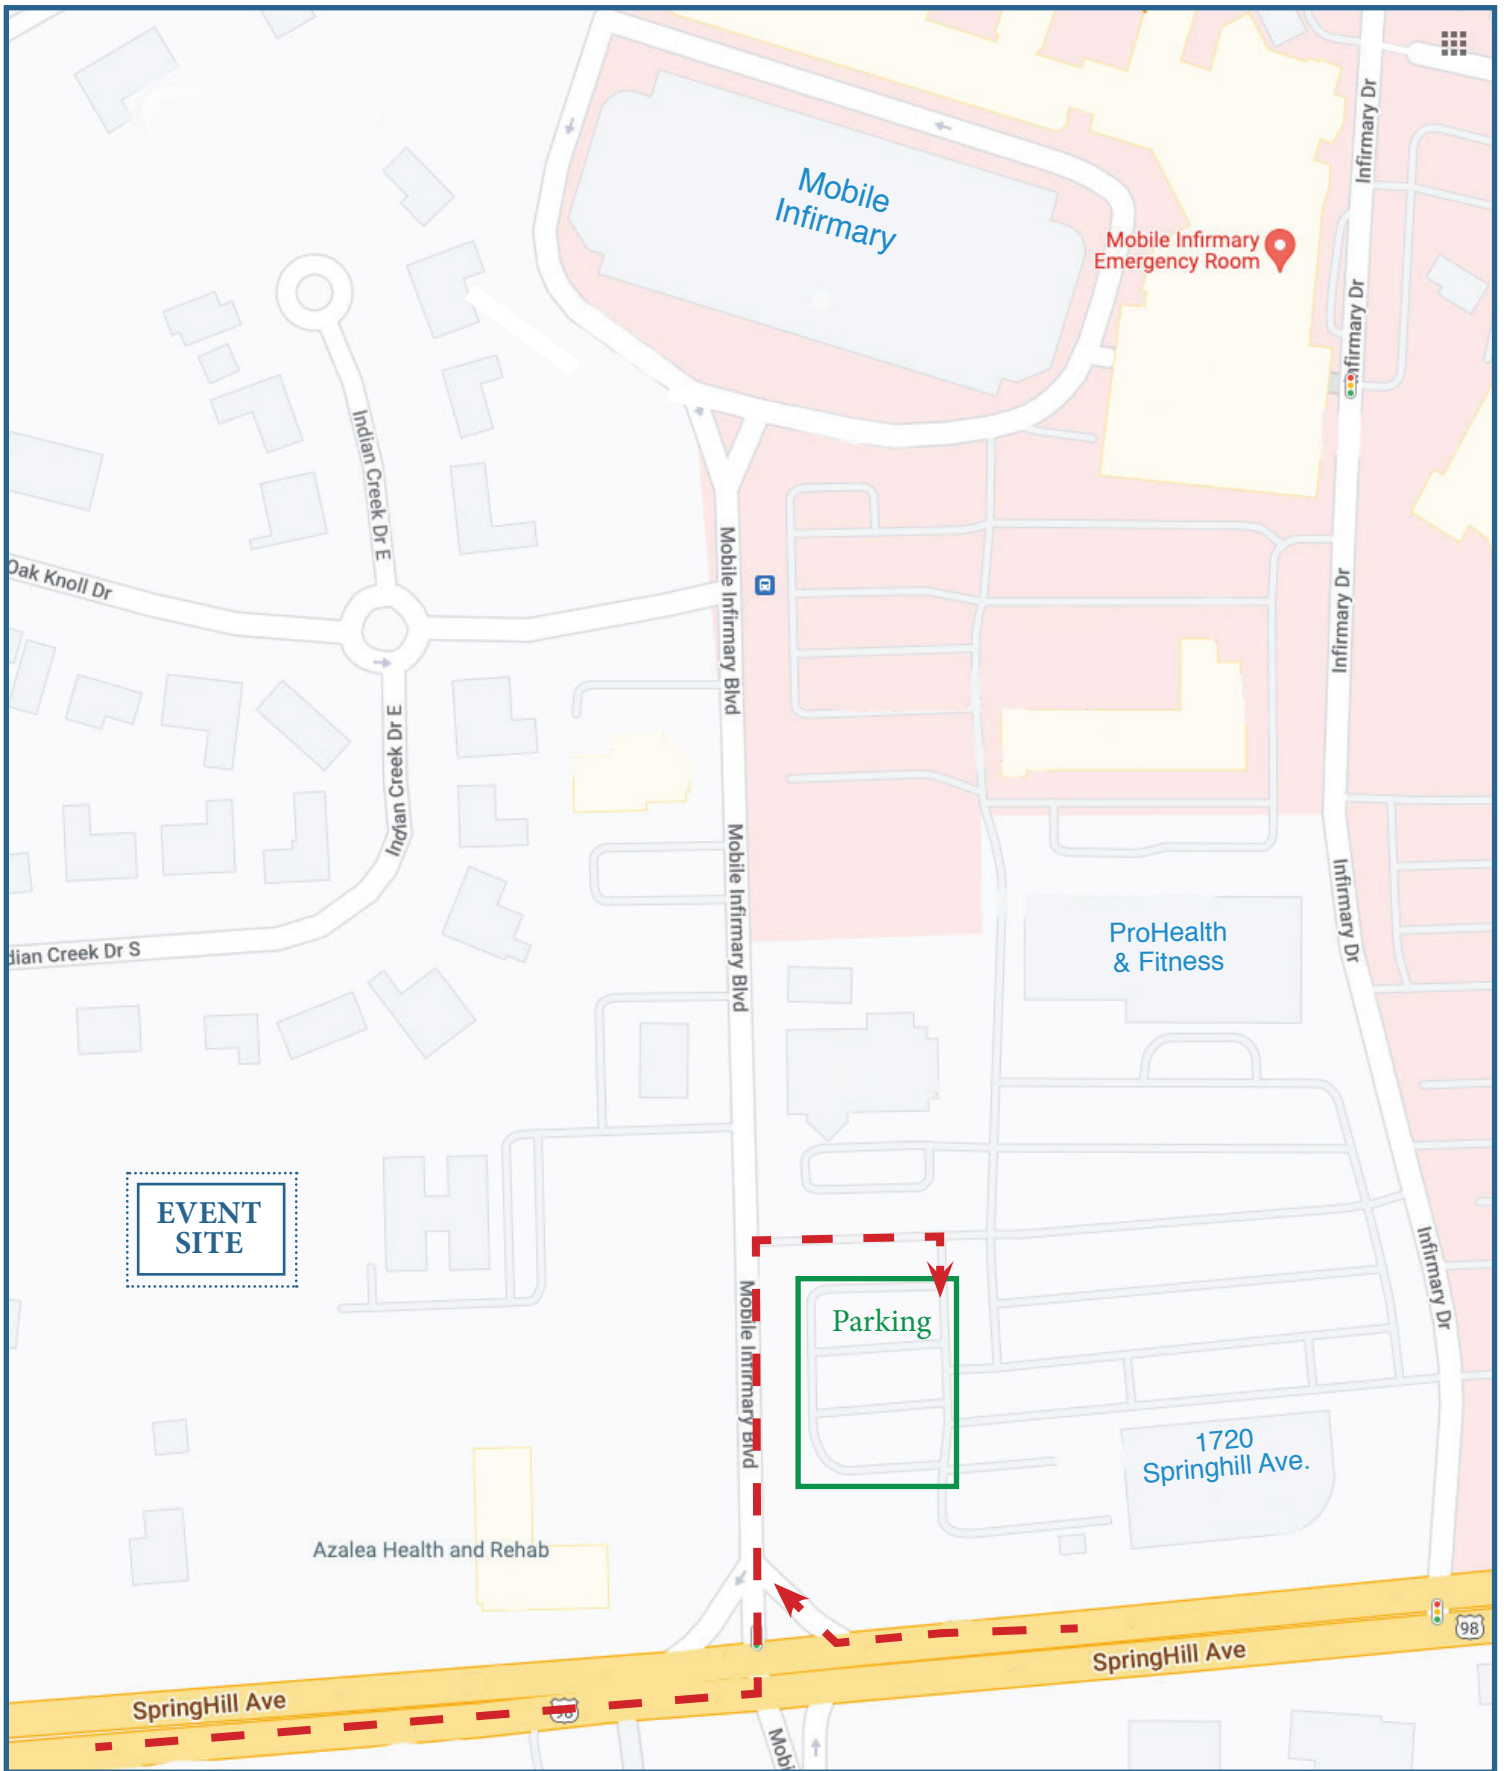 Infirmary Dr
Mobile
Infirmary
Mobile Infirmary
Emergency Room
Infirmary Dr
Indian Creek Dr E
Oak Knoll Dr
Mobile Infirmary Blvd
Infirmary Dr
Indian Creek Dr E
Mobile Infirmary Blvd
Infirmary Dr
dian Creek Dr S
ProHealth
& Fitness
EVENT
SITE
Infirmary Dr
Mobile Infirmary Blvd
Parking
1720
Springhill Ave.
Azalea Health and Rehab
98
SpringHill Ave
SpringHill Ave
98
Mobi